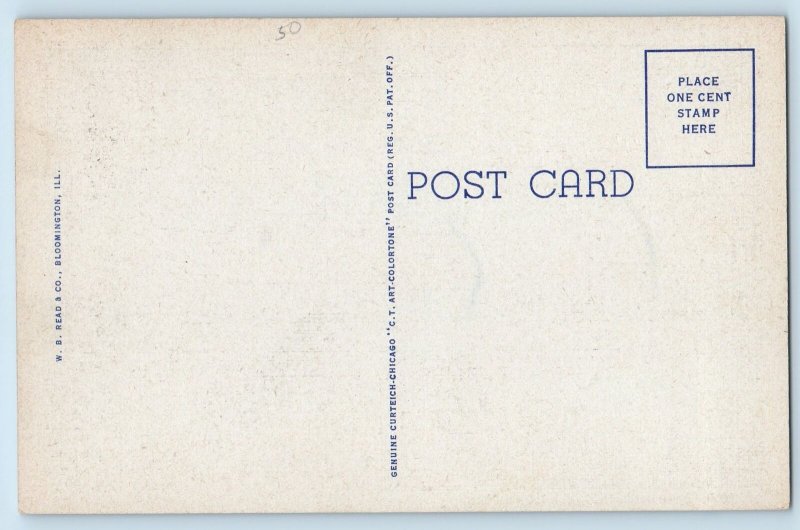 50
W. B. READ & CO., BLOOMINGTON, ILL.
GENUINE CURTEICH-CHICAGO "C.T. ART-COLORTONE" POST CARD (REG. U.S. PAT. OFF.)
POST CARD
PLACE
ONE CENT
STAMP
HERE